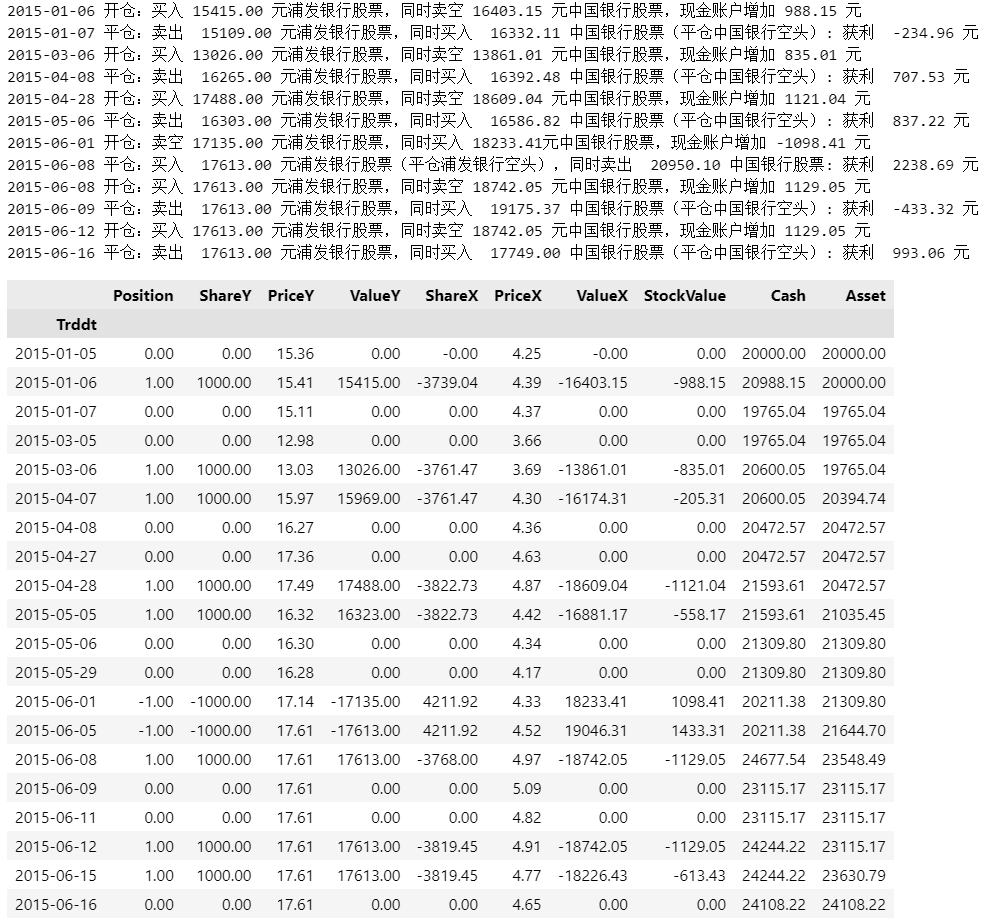 2015-01-06 开仓：买入 15415.00 元浦发银行股票，同时卖空 16403.15 元中国银行股票，现金账户增加 988.15 元
2015-01-07 平仓：卖出 15109.00 元浦发银行股票，同时买入 16332.11 中国银行股票（平仓中国银行空头）：获利 -234.96 元
2015-03-06 开仓：买入 13026.00 元浦发银行股票，同时卖空 13861.01 元中国银行股票，现金账户增加 835.01 元
2015-04-08 平仓：卖出 16265.00 元浦发银行股票，同时买入 16392.48 中国银行股票（平仓中国银行空头）：获利 707.53 元
2015-04-28 开仓：买入 17488.00 元浦发银行股票，同时卖空 18609.04 元中国银行股票，现金账户增加 1121.04 元
2015-05-06 平仓：卖出 16303.00 元浦发银行股票，同时买入 16586.82 中国银行股票（平仓中国银行空头）：获利 837.22 元
2015-06-01 开仓：卖空 17135.00 元浦发银行股票，同时买入 18233.41元中国银行股票，现金账户增加 -1098.41 元
2015-06-08 平仓：买入 17613.00 元浦发银行股票（平仓浦发银行空头），同时卖出 20950.10 中国银行股票：获利 2238.69 元
2015-06-08 开仓：买入 17613.00 元浦发银行股票，同时卖空 18742.05 元中国银行股票，现金账户增加 1129.05 元
2015-06-09 平仓：卖出 17613.00 元浦发银行股票，同时买入 19175.37 中国银行股票（平仓中国银行空头）：获利 -433.32 元
2015-06-12 开仓：买入 17613.00 元浦发银行股票，同时卖空 18742.05 元中国银行股票，现金账户增加 1129.05 元
2015-06-16 平仓：卖出 17613.00 元浦发银行股票，同时买入 17749.00 中国银行股票（平仓中国银行空头）：获利 993.06 元
Position ShareY PriceY ValueY ShareX PriceX ValueX StockValue Cash Asset
Trddt
2015-01-05 0.00 0.00 15.36 0.00 -0.00 4.25 -0.00 0.00 20000.00 20000.00
2015-01-06 1.00 1000.00 15.41 15415.00 -3739.04 4.39 -16403.15 -988.15 20988.15 20000.00
2015-01-07 0.00 0.00 15.11 0.00 0.00 4.37 0.00 0.00 19765.04 19765.04
2015-03-05 0.00 0.00 12.98 0.00 0.00 3.66 0.00 0.00 19765.04 19765.04
2015-03-06 1.00 1000.00 13.03 13026.00 -3761.47 3.69 -13861.01 -835.01 20600.05 19765.04
2015-04-07 1.00 1000.00 15.97 15969.00 -3761.47 4.30 -16174.31 -205.31 20600.05 20394.74
2015-04-08 0.00 0.00 16.27 0.00 0.00 4.36 0.00 0.00 20472.57 20472.57
2015-04-27 0.00 0.00 17.36 0.00 0.00 4.63 0.00 0.00 20472.57 20472.57
2015-04-28 1.00 1000.00 17.49 17488.00 -3822.73 4.87 -18609.04 -1121.04 21593.61 20472.57
2015-05-05 1.00 1000.00 16.32 16323.00 -3822.73 4.42 -16881.17 -558.17 21593.61 21035.45
2015-05-06 0.00 0.00 16.30 0.00 0.00 4.34 0.00 0.00 21309.80 21309.80
2015-05-29 0.00 0.00 16.28 0.00 0.00 4.17 0.00 0.00 21309.80 21309.80
2015-06-01 -1.00 -1000.00 17.14 -17135.00 4211.92 4.33 18233.41 1098.41 20211.38 21309.80
2015-06-05 -1.00 -1000.00 17.61 -17613.00 4211.92 4.52 19046.31 1433.31 20211.38 21644.70
2015-06-08 1.00 1000.00 17.61 17613.00 -3768.00 4.97 -18742.05 -1129.05 24677.54 23548.49
2015-06-09 0.00 0.00 17.61 0.00 0.00 5.09 0.00 0.00 23115.17 23115.17
2015-06-11 0.00 0.00 17.61 0.00 0.00 4.82 0.00 0.00 23115.17 23115.17
2015-06-12 1.00 1000.00 17.61 17613.00 -3819.45 4.91 -18742.05 -1129.05 24244.22 23115.17
2015-06-15 1.00 1000.00 17.61 17613.00 -3819.45 4.77 -18226.43 -613.43 24244.22 23630.79
2015-06-16 0.00 0.00 17.61 0.00 0.00 4.65 0.00 0.00 24108.22 24108.22